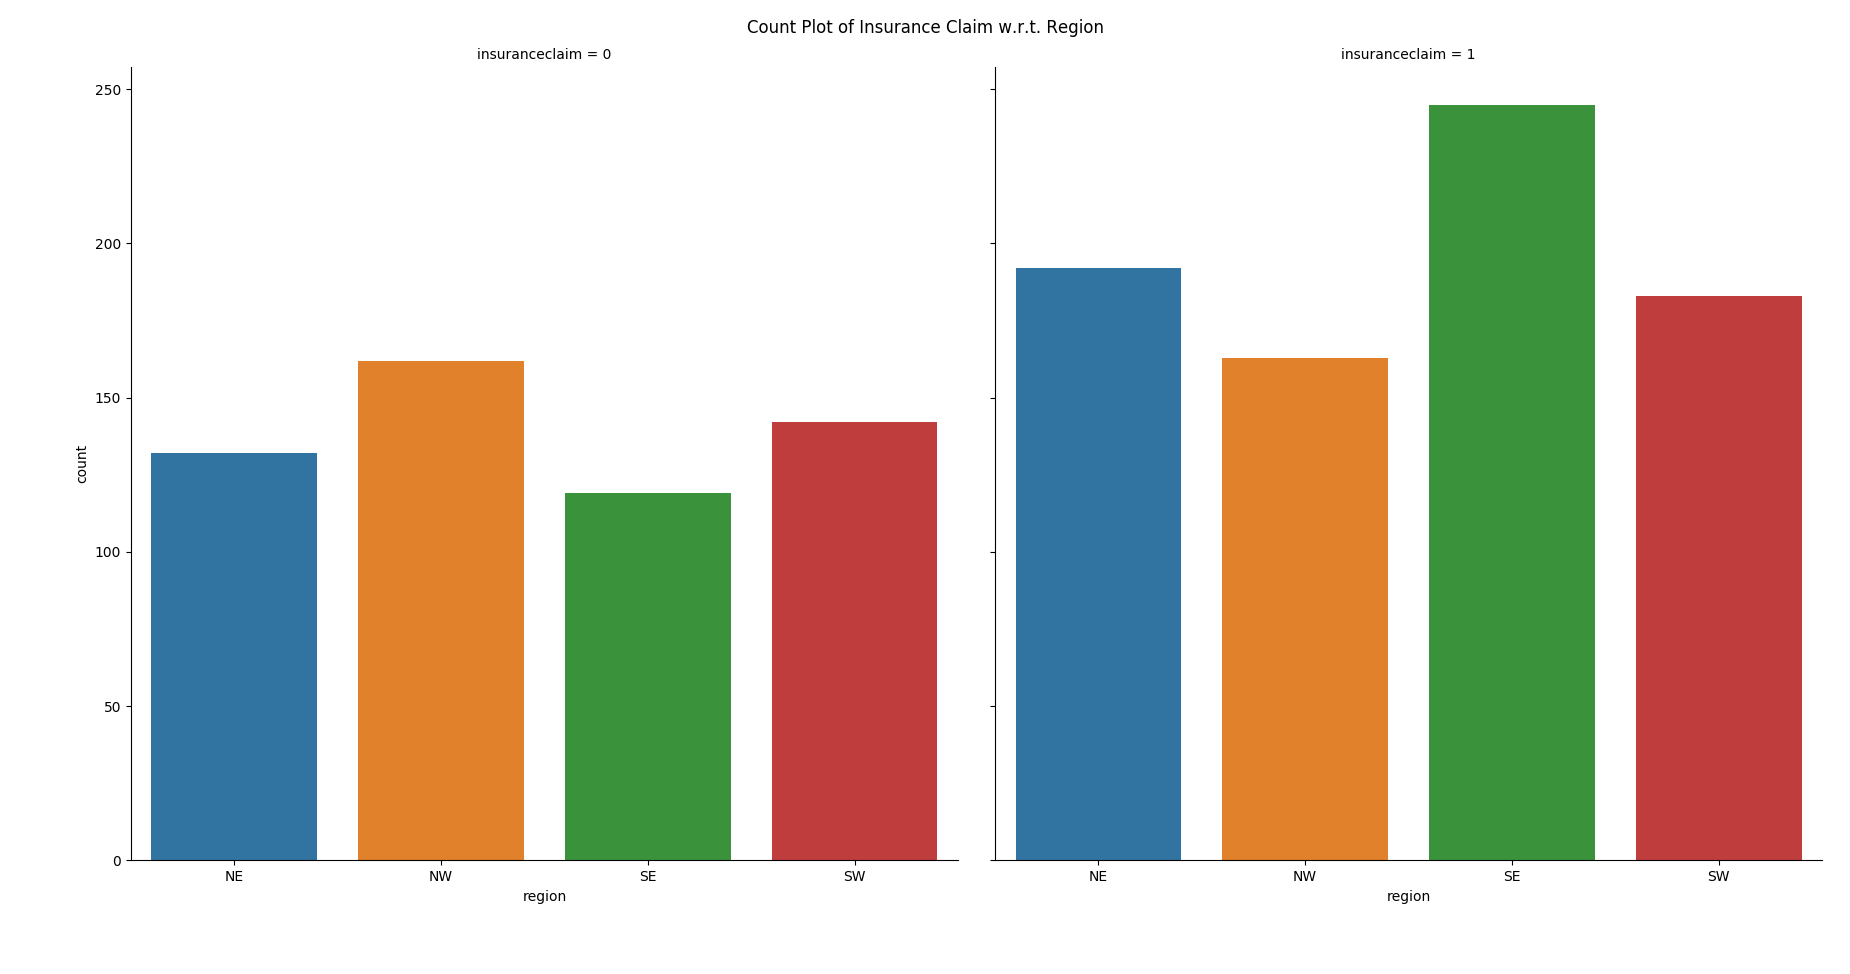 Count Plot of Insurance Claim w.r.t. Region
insuranceclaim = 0
insuranceclaim = 1
250
200
150
100
50
0
count
NE NW SE SW
region
NE NW SE SW
region